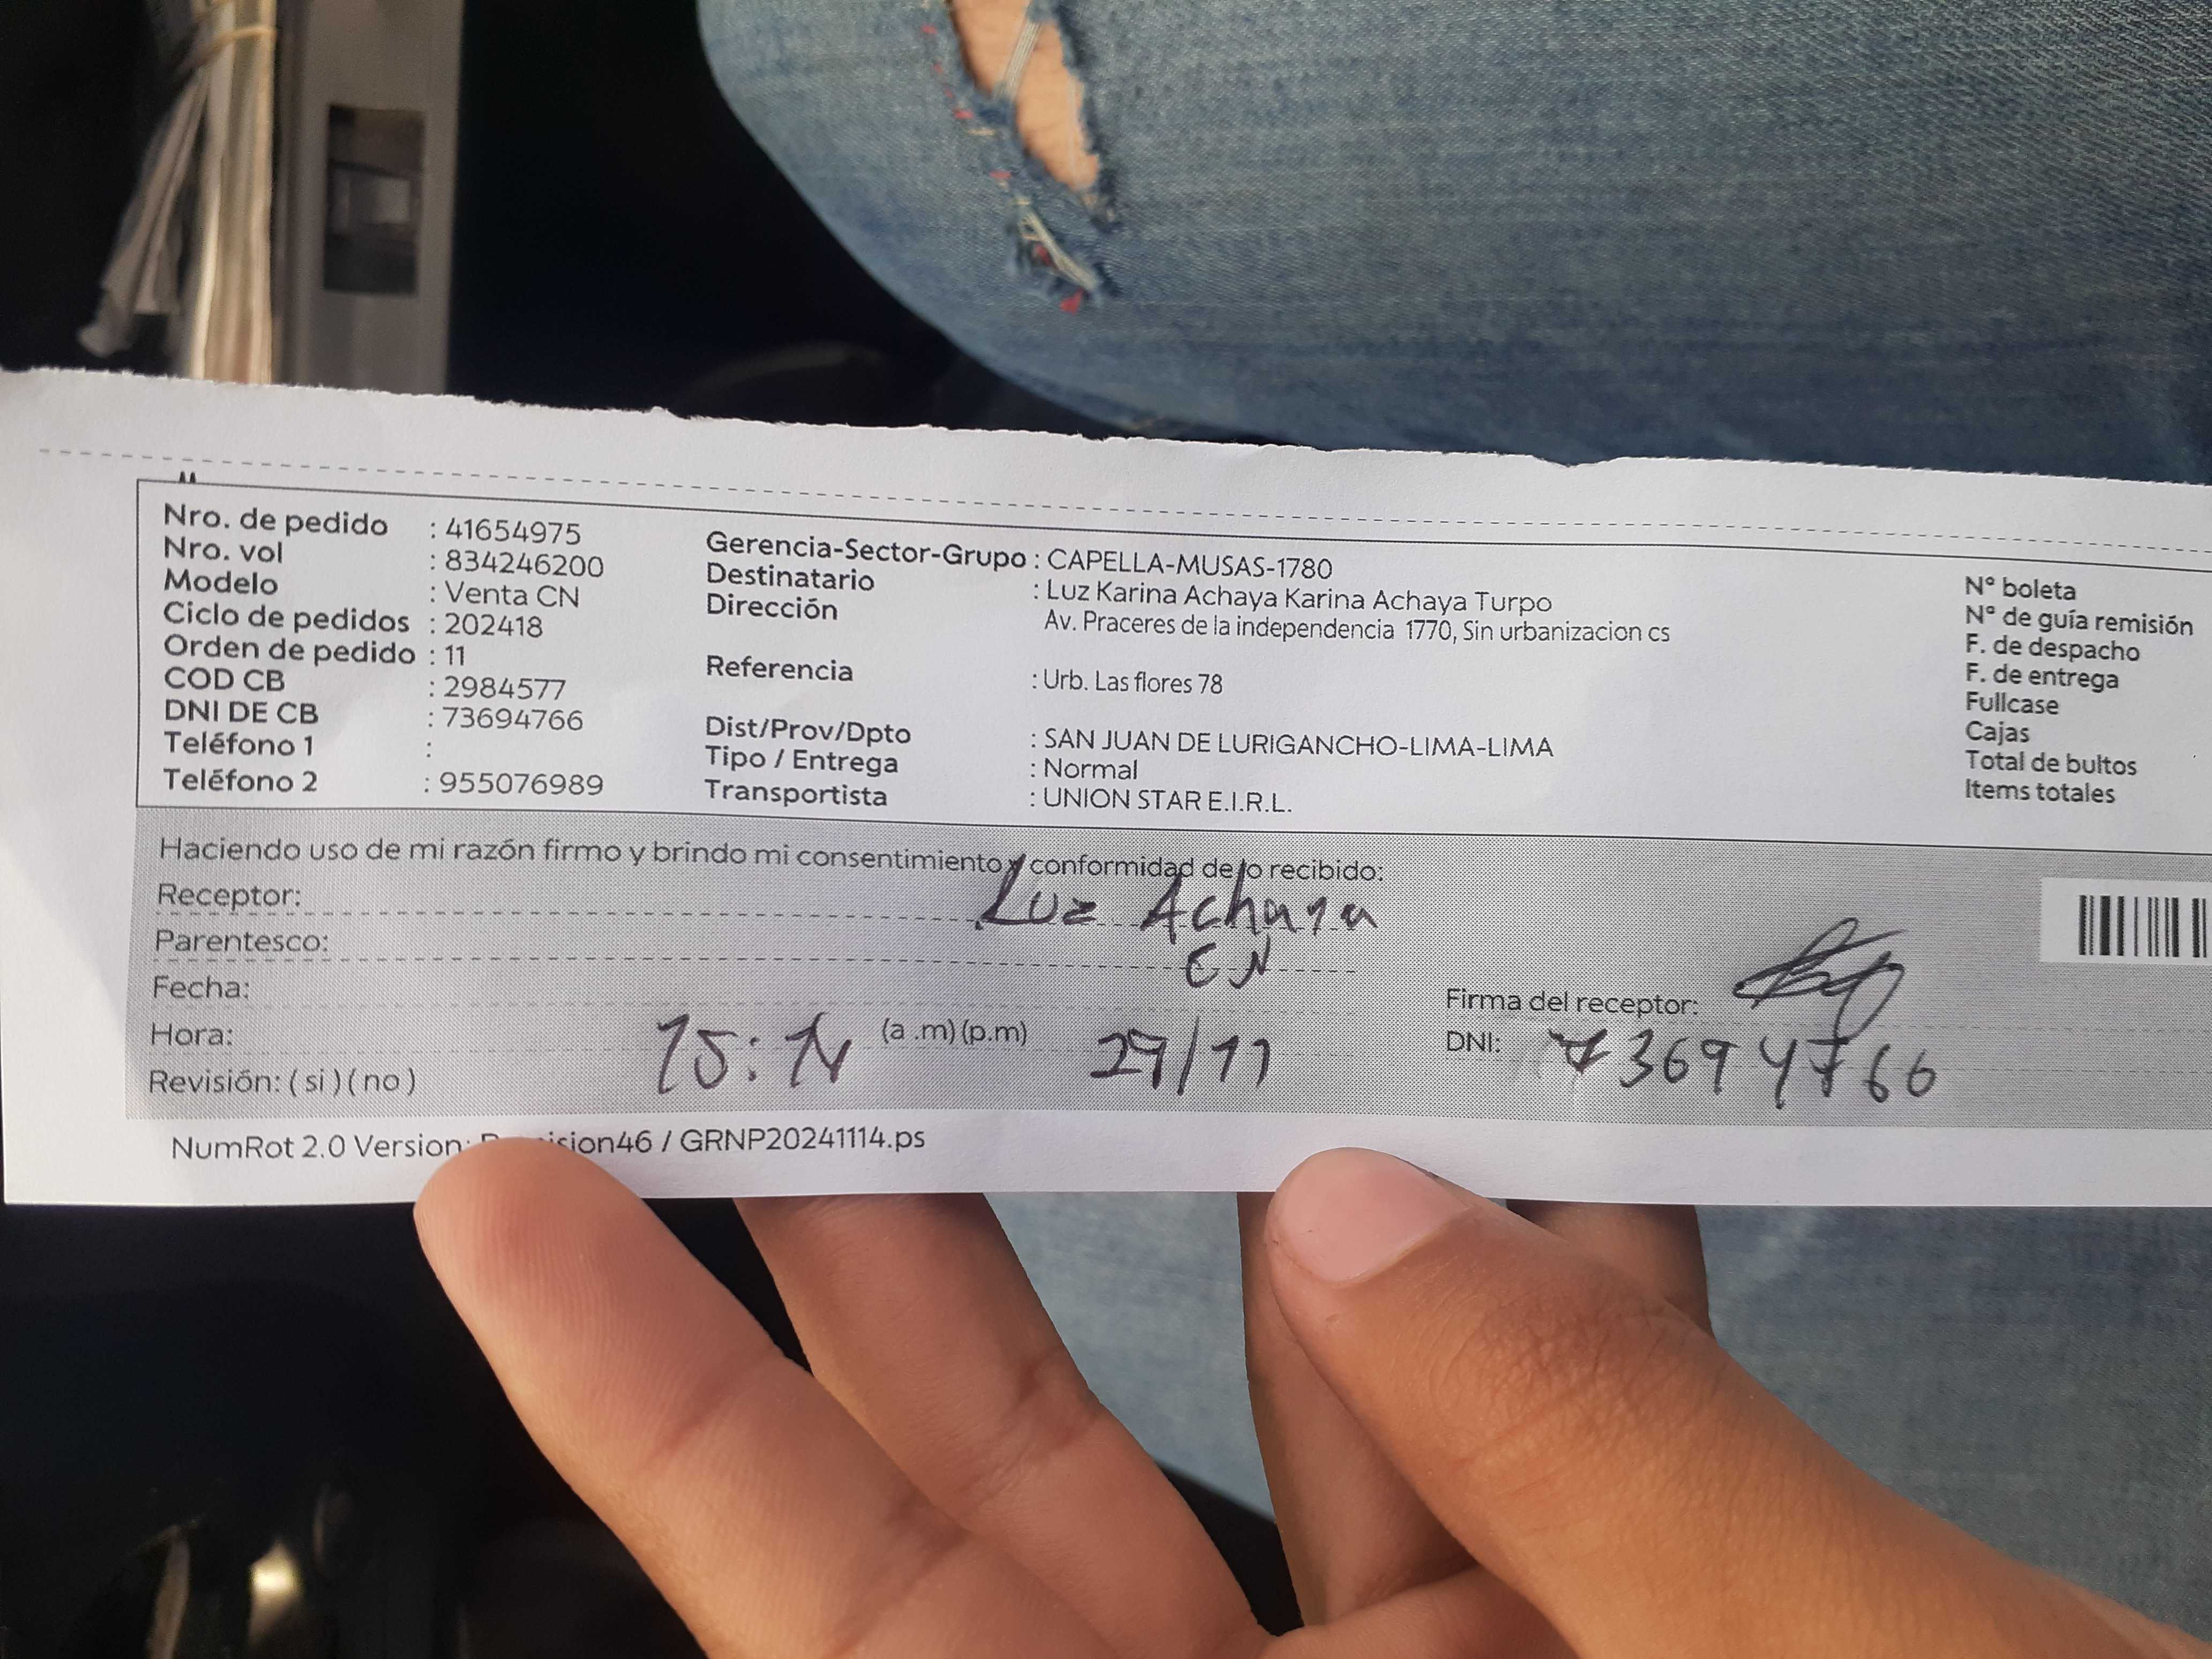 Nro. de pedido : 41654975
Nro. vol : 834246200
Modelo : Venta CN
Ciclo de pedidos : 202418
Orden de pedido : 11
COD CB : 2984577
DNI DE CB : 73694766
Teléfono 1 :
Teléfono 2 : 955076989
Gerencia-Sector-Grupo : CAPELLA-MUSAS-1780
Destinatario : Luz Karina Achaya Karina Achaya Turpo
Dirección Av. Praceres de la independencia 1770, Sin urbanizacion cs
Referencia : Urb. Las flores 78
Dist/Prov/Dpto : SAN JUAN DE LURIGANCHO-LIMA-LIMA
Tipo / Entrega : Normal
Transportista : UNION STAR E.I.R.L.
N° boleta
N° de guía remisión
F. de despacho
F. de entrega
Fullcase
Cajas
Total de bultos
Items totales
Haciendo uso de mi razón firmo y brindo mi consentimiento y conformidad de lo recibido:
Receptor: Luz Achaya
Parentesco: CN
Fecha:
Hora: 15: (a .m) (p.m) 29/11
Revisión: ( si ) ( no )
Firma del receptor:
DNI: 73694766
NumRot 2.0 Version: ision46 / GRNP20241114.ps